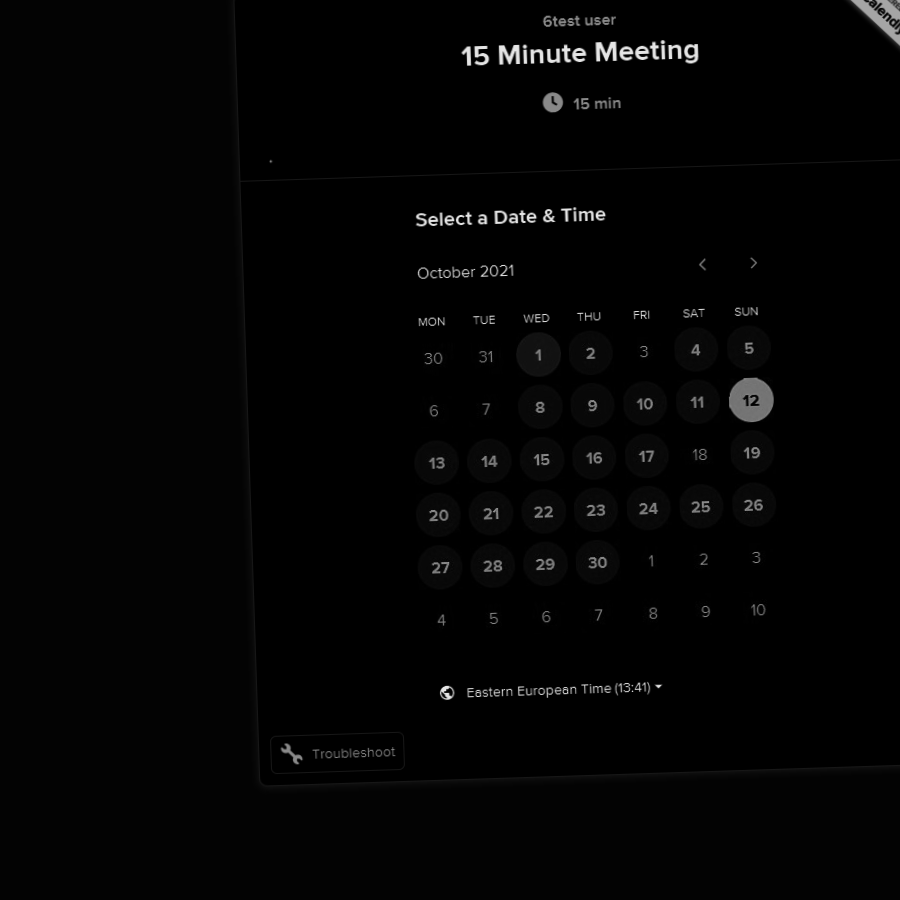 6test user
15 Minute Meeting
15 min
Select a Date & Time
October 2021
MON TUE WED THU FRI SAT SUN
30 31 1 2 3 4 5
6 7 8 9 10 11 12
13 14 15 16 17 18 19
20 21 22 23 24 25 26
27 28 29 30 1 2 3
4 5 6 7 8 9 10
Eastern European Time (13:41)
Troubleshoot